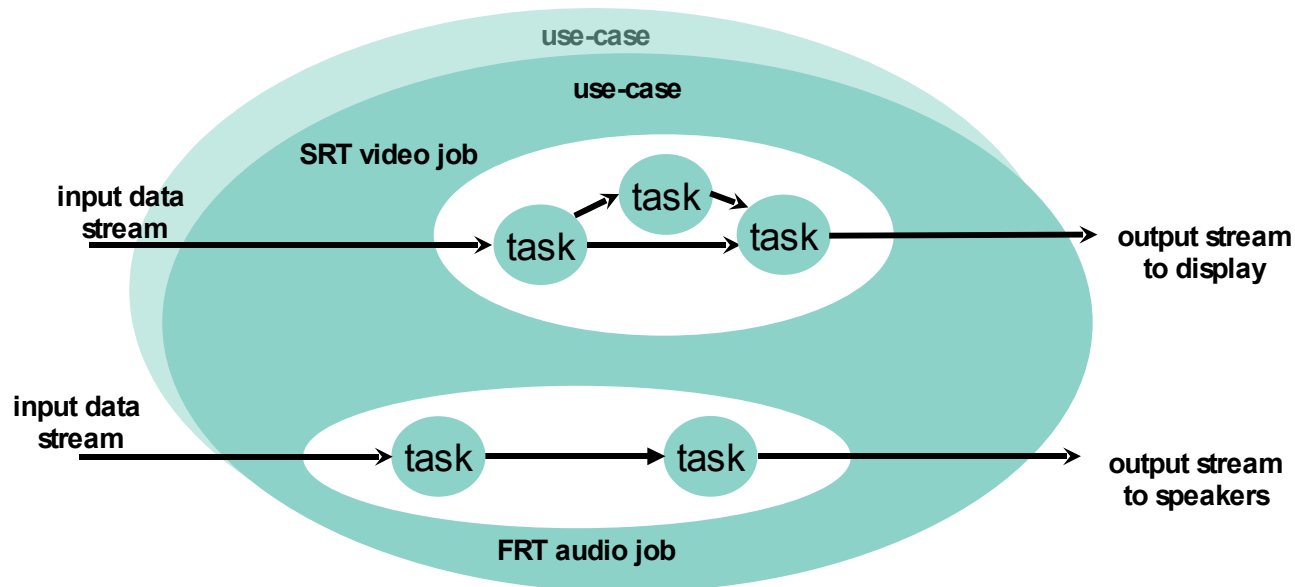 use-case
use-case
SRT video job
input data
stream
task
task
task
output stream
to display
input data
stream
task
task
output stream
to speakers
FRT audio job